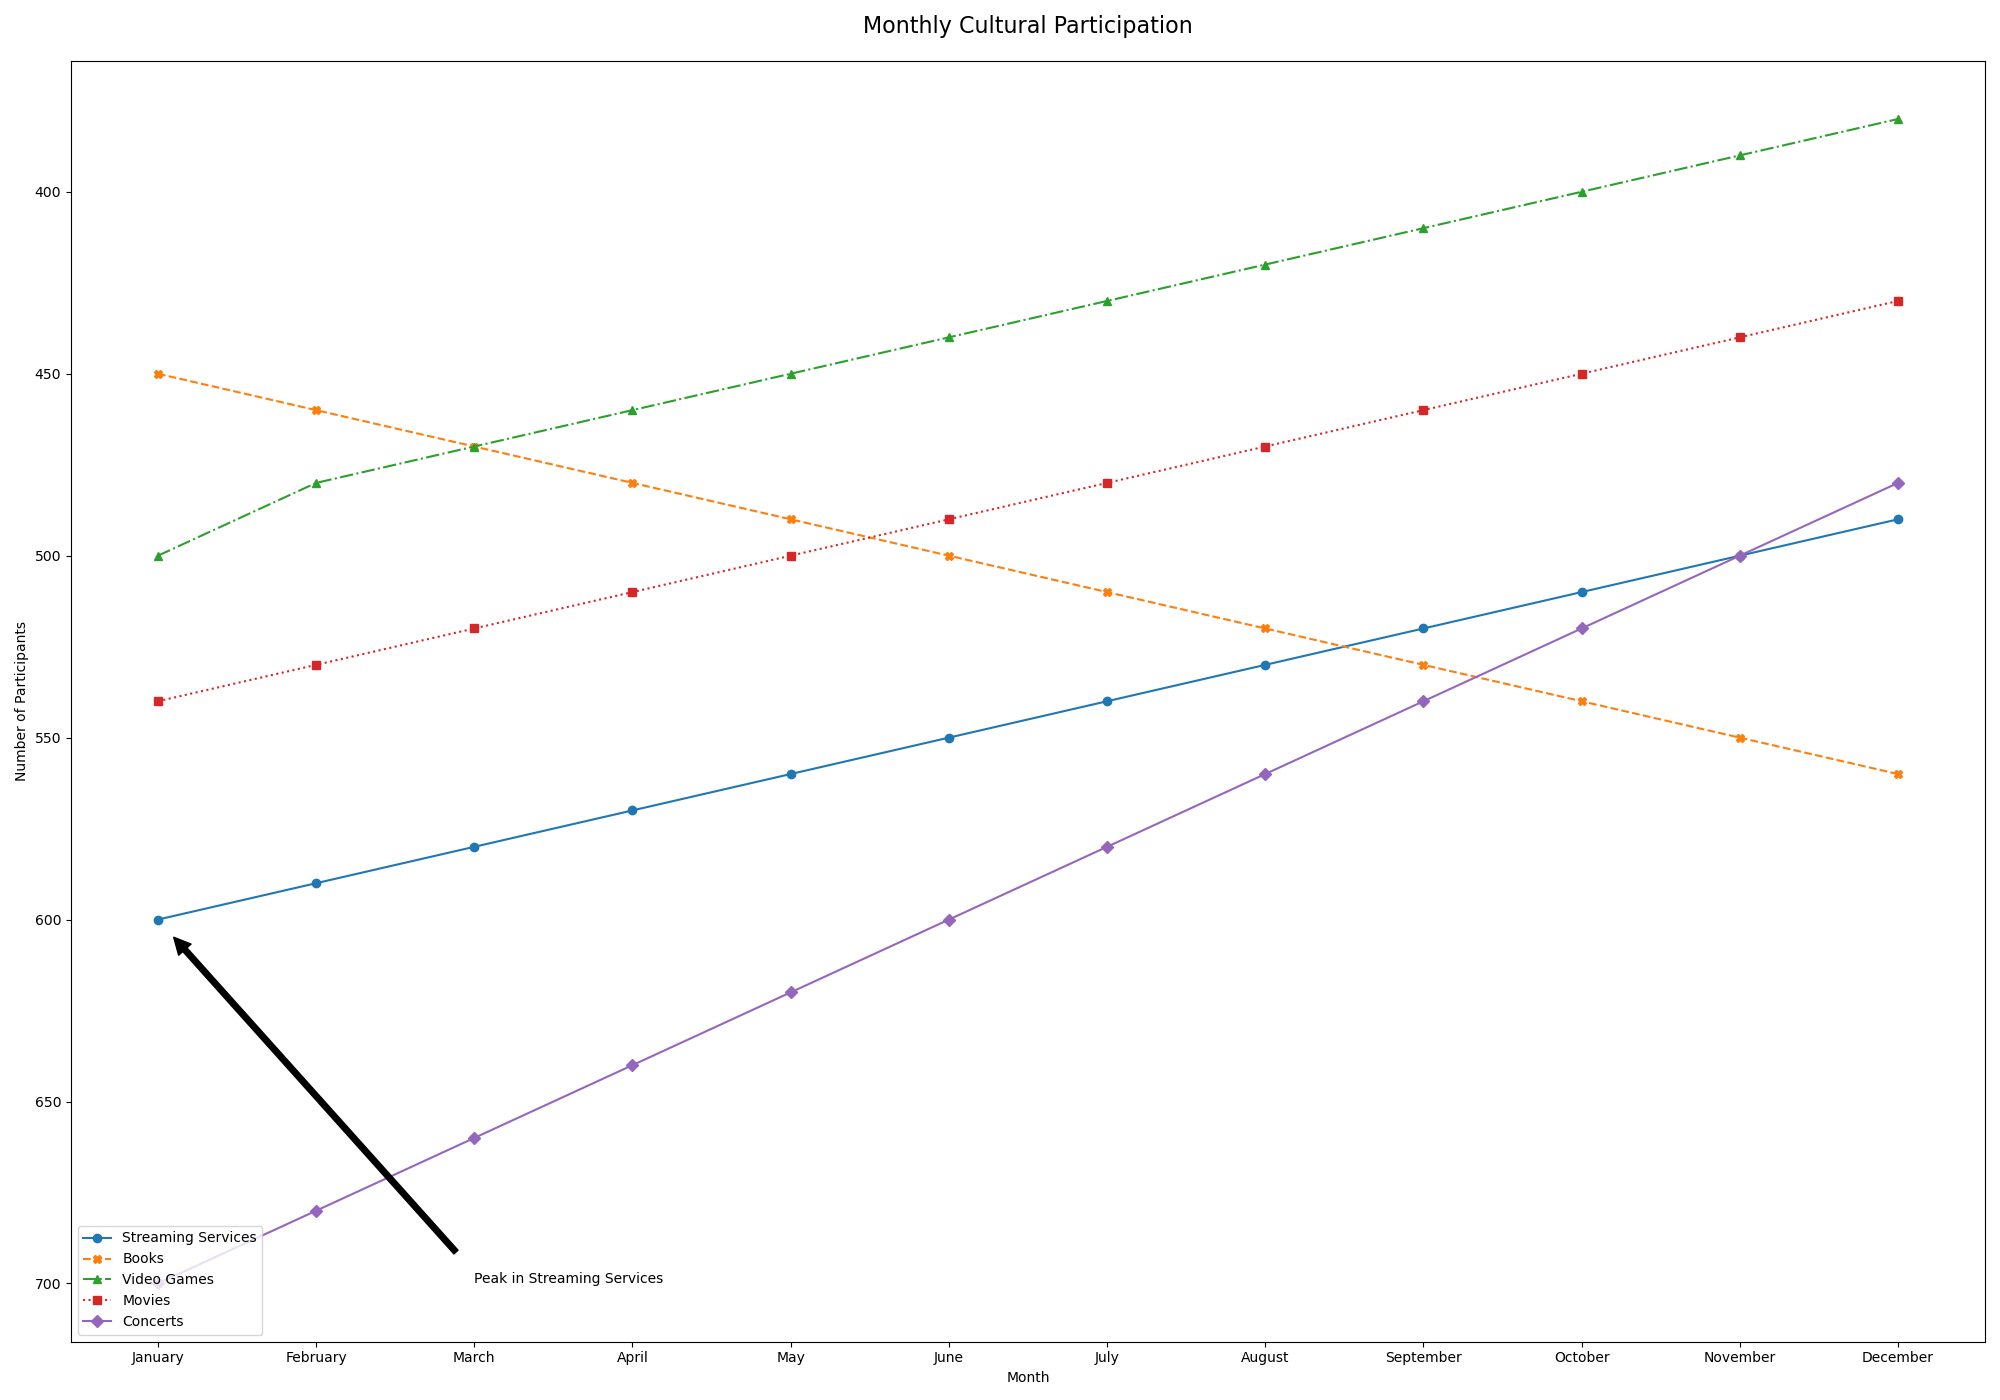 Monthly Cultural Participation
Number of Participants
400
450
500
550
600
650
700
Peak in Streaming Services
Streaming Services
Books
Video Games
Movies
Concerts
January
February
March
April
May
June
July
August
September
October
November
December
Month